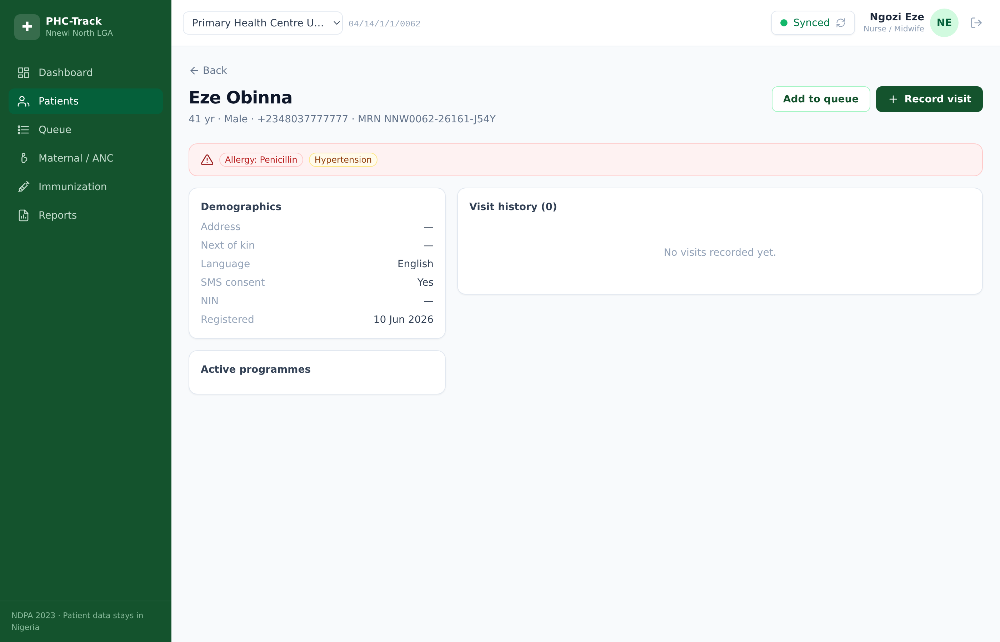 PHC-Track
Nnewi North LGA
Dashboard
Patients
Queue
Maternal / ANC
Immunization
Reports
NDPA 2023 · Patient data stays in
Nigeria
Primary Health Centre U...
04/14/1/1/0062
Synced
Ngozi Eze
Nurse / Midwife
NE
Back
Eze Obinna
41 yr · Male · +2348037777777 · MRN NNW0062-26161-J54Y
Add to queue
Record visit
Allergy: Penicillin
Hypertension
Demographics
Address —
Next of kin —
Language English
SMS consent Yes
NIN —
Registered 10 Jun 2026
Active programmes
Visit history (0)
No visits recorded yet.